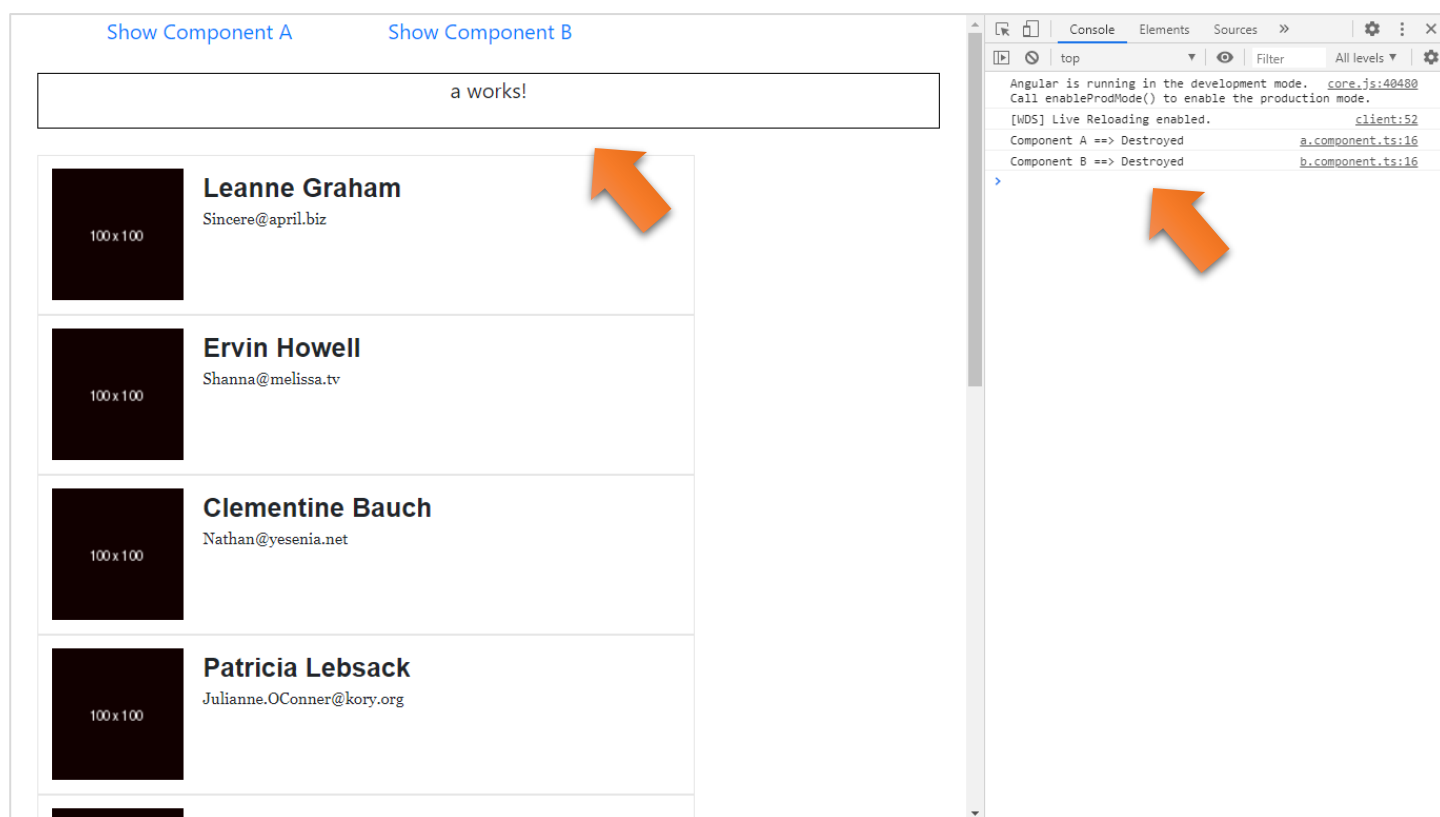 Show Component A Show Component B
a works!
100 x 100
Leanne Graham
Sincere@april.biz
100 x 100
Ervin Howell
Shanna@melissa.tv
100 x 100
Clementine Bauch
Nathan@yesenia.net
100 x 100
Patricia Lebsack
Julianne.OConner@kory.org
Console Elements Sources »
top Filter All levels
Angular is running in the development mode. core.js:40480
Call enableProdMode() to enable the production mode.
[WDS] Live Reloading enabled. client:52
Component A ==> Destroyed a.component.ts:16
Component B ==> Destroyed b.component.ts:16
>